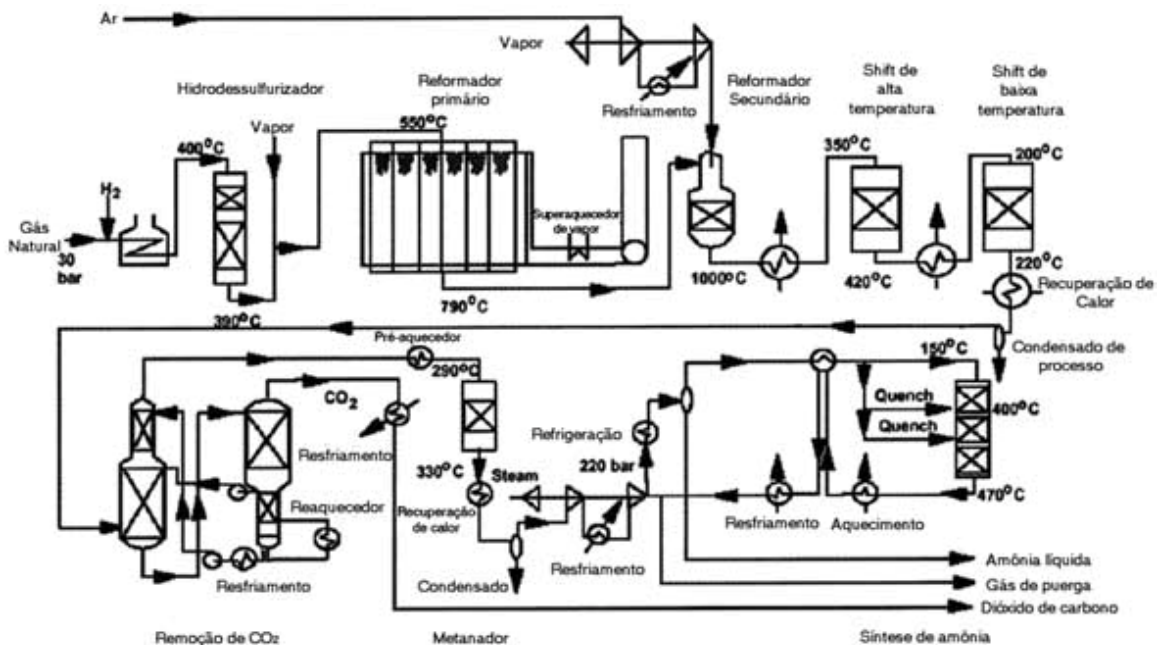 Ar
Vapor
Resfriamento
Hidrodessulfurizador
Vapor
Reformador
primário
Reformador
Secundário
Shift de
alta
temperatura
Shift de
baixa
temperatura
400°C
550°C
350°C
200°C
H2
Gás
Natural
30
bar
Superaquecedor
de vapor
1000°C
420°C
220°C
Recuperação de
Calor
790°C
390°C
Condensado de
processo
Pré-aquecedor
290°C
CO2
Resfriamento
Reaquecedor
Resfriamento
330°C
Recuperação
de calor
Steam
Condensado
Resfriamento
220 bar
Refrigeração
150°C
Quench
400°C
Quench
470°C
Resfriamento
Aquecimento
Amônia líquida
Gás de puerga
Dióxido de carbono
Remoção de CO2
Metanador
Síntese de amônia